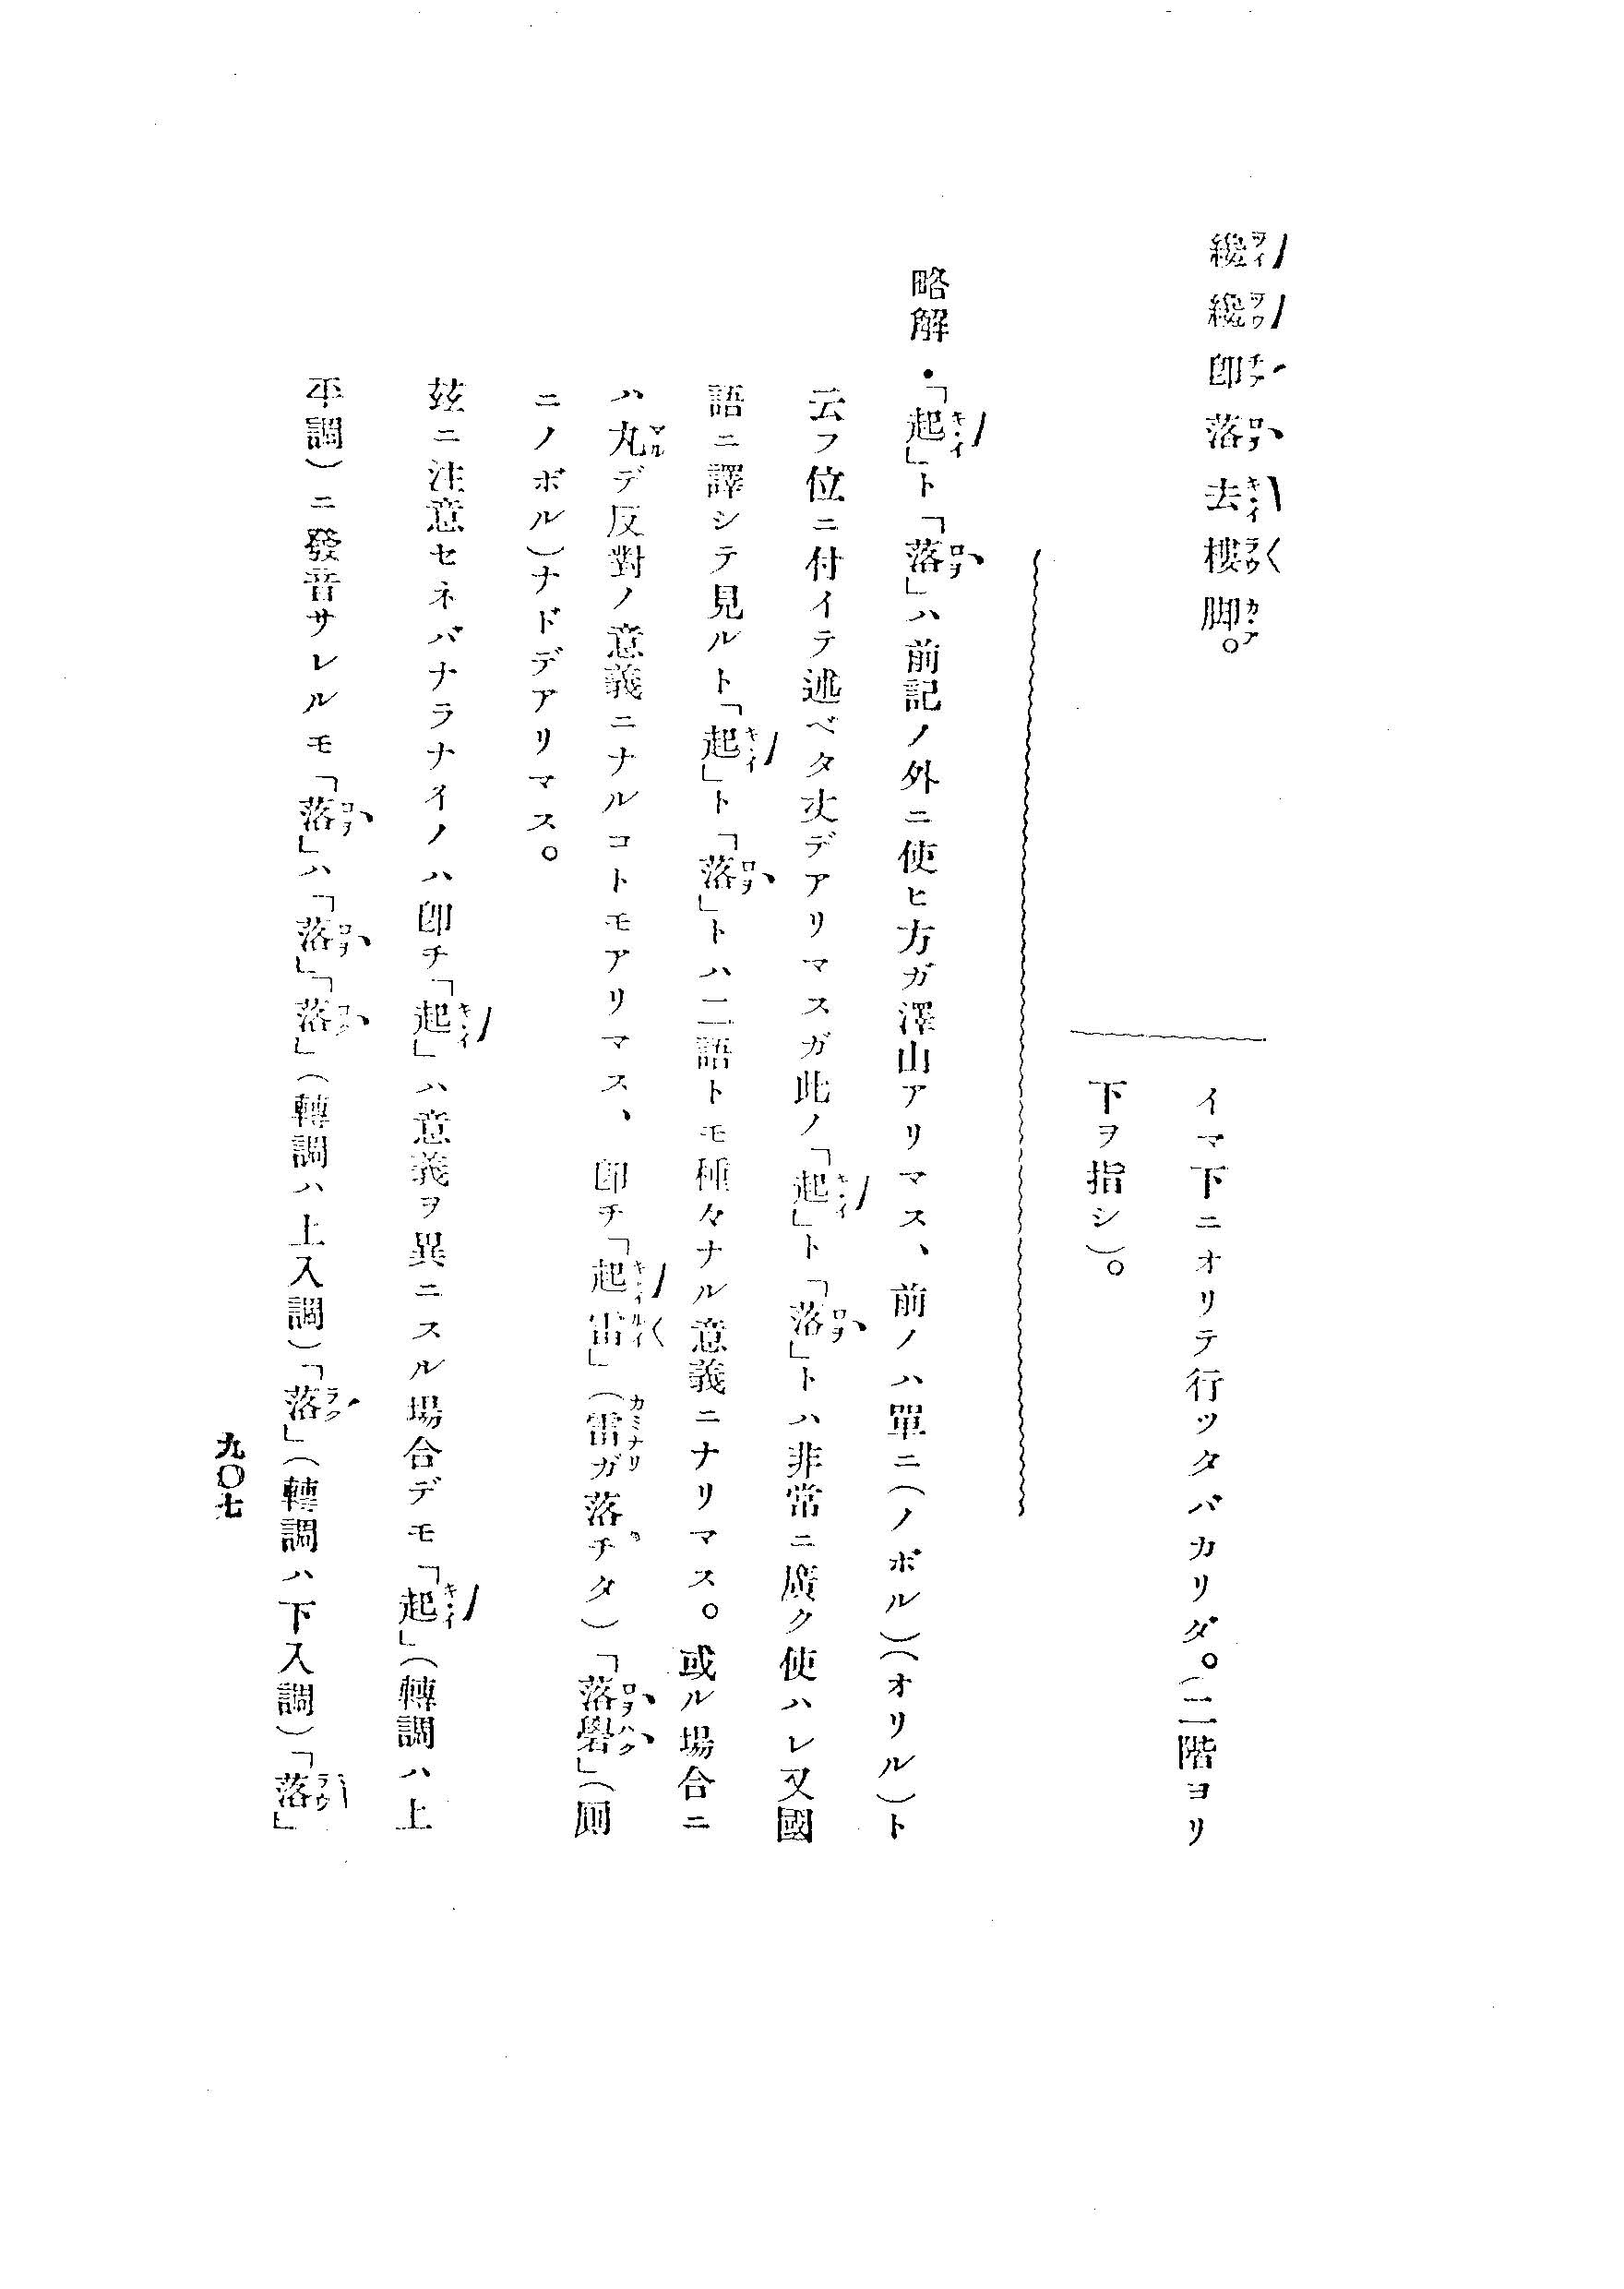 纔纔卽落去樓脚。
イマ下ニオリテ行ツタバカリダ。(二階ヨリ
下ヲ指シ)。
略解・「起」ト「落」ハ前記ノ外ニ使ヒ方ガ澤山アリマス、前ノハ單ニ(ノボル)(オリル)ト
云フ位ニ付イテ述ベタ丈デアリマスガ此ノ「起」ト「落」トハ非常ニ廣ク使ハレ又國
語ニ譯シテ見ルト「起」ト「落」トハ二語トモ種々ナル意義ニナリマス。或ル場合ニ
ハ丸デ反對ノ意義ニナルコトモアリマス、卽チ「起雷」(雷ガ落チタ)「落礐」(厠
ニノボル)ナドデアリマス。
玆ニ注意セネバナラナイノハ卽チ「起」ハ意義ヲ異ニスル場合デモ「起」(轉調ハ上
平調)ニ發音サレルモ「落」ハ「落」「落」(轉調ハ上入調)「落」(轉調ハ下入調)「落」
九〇七